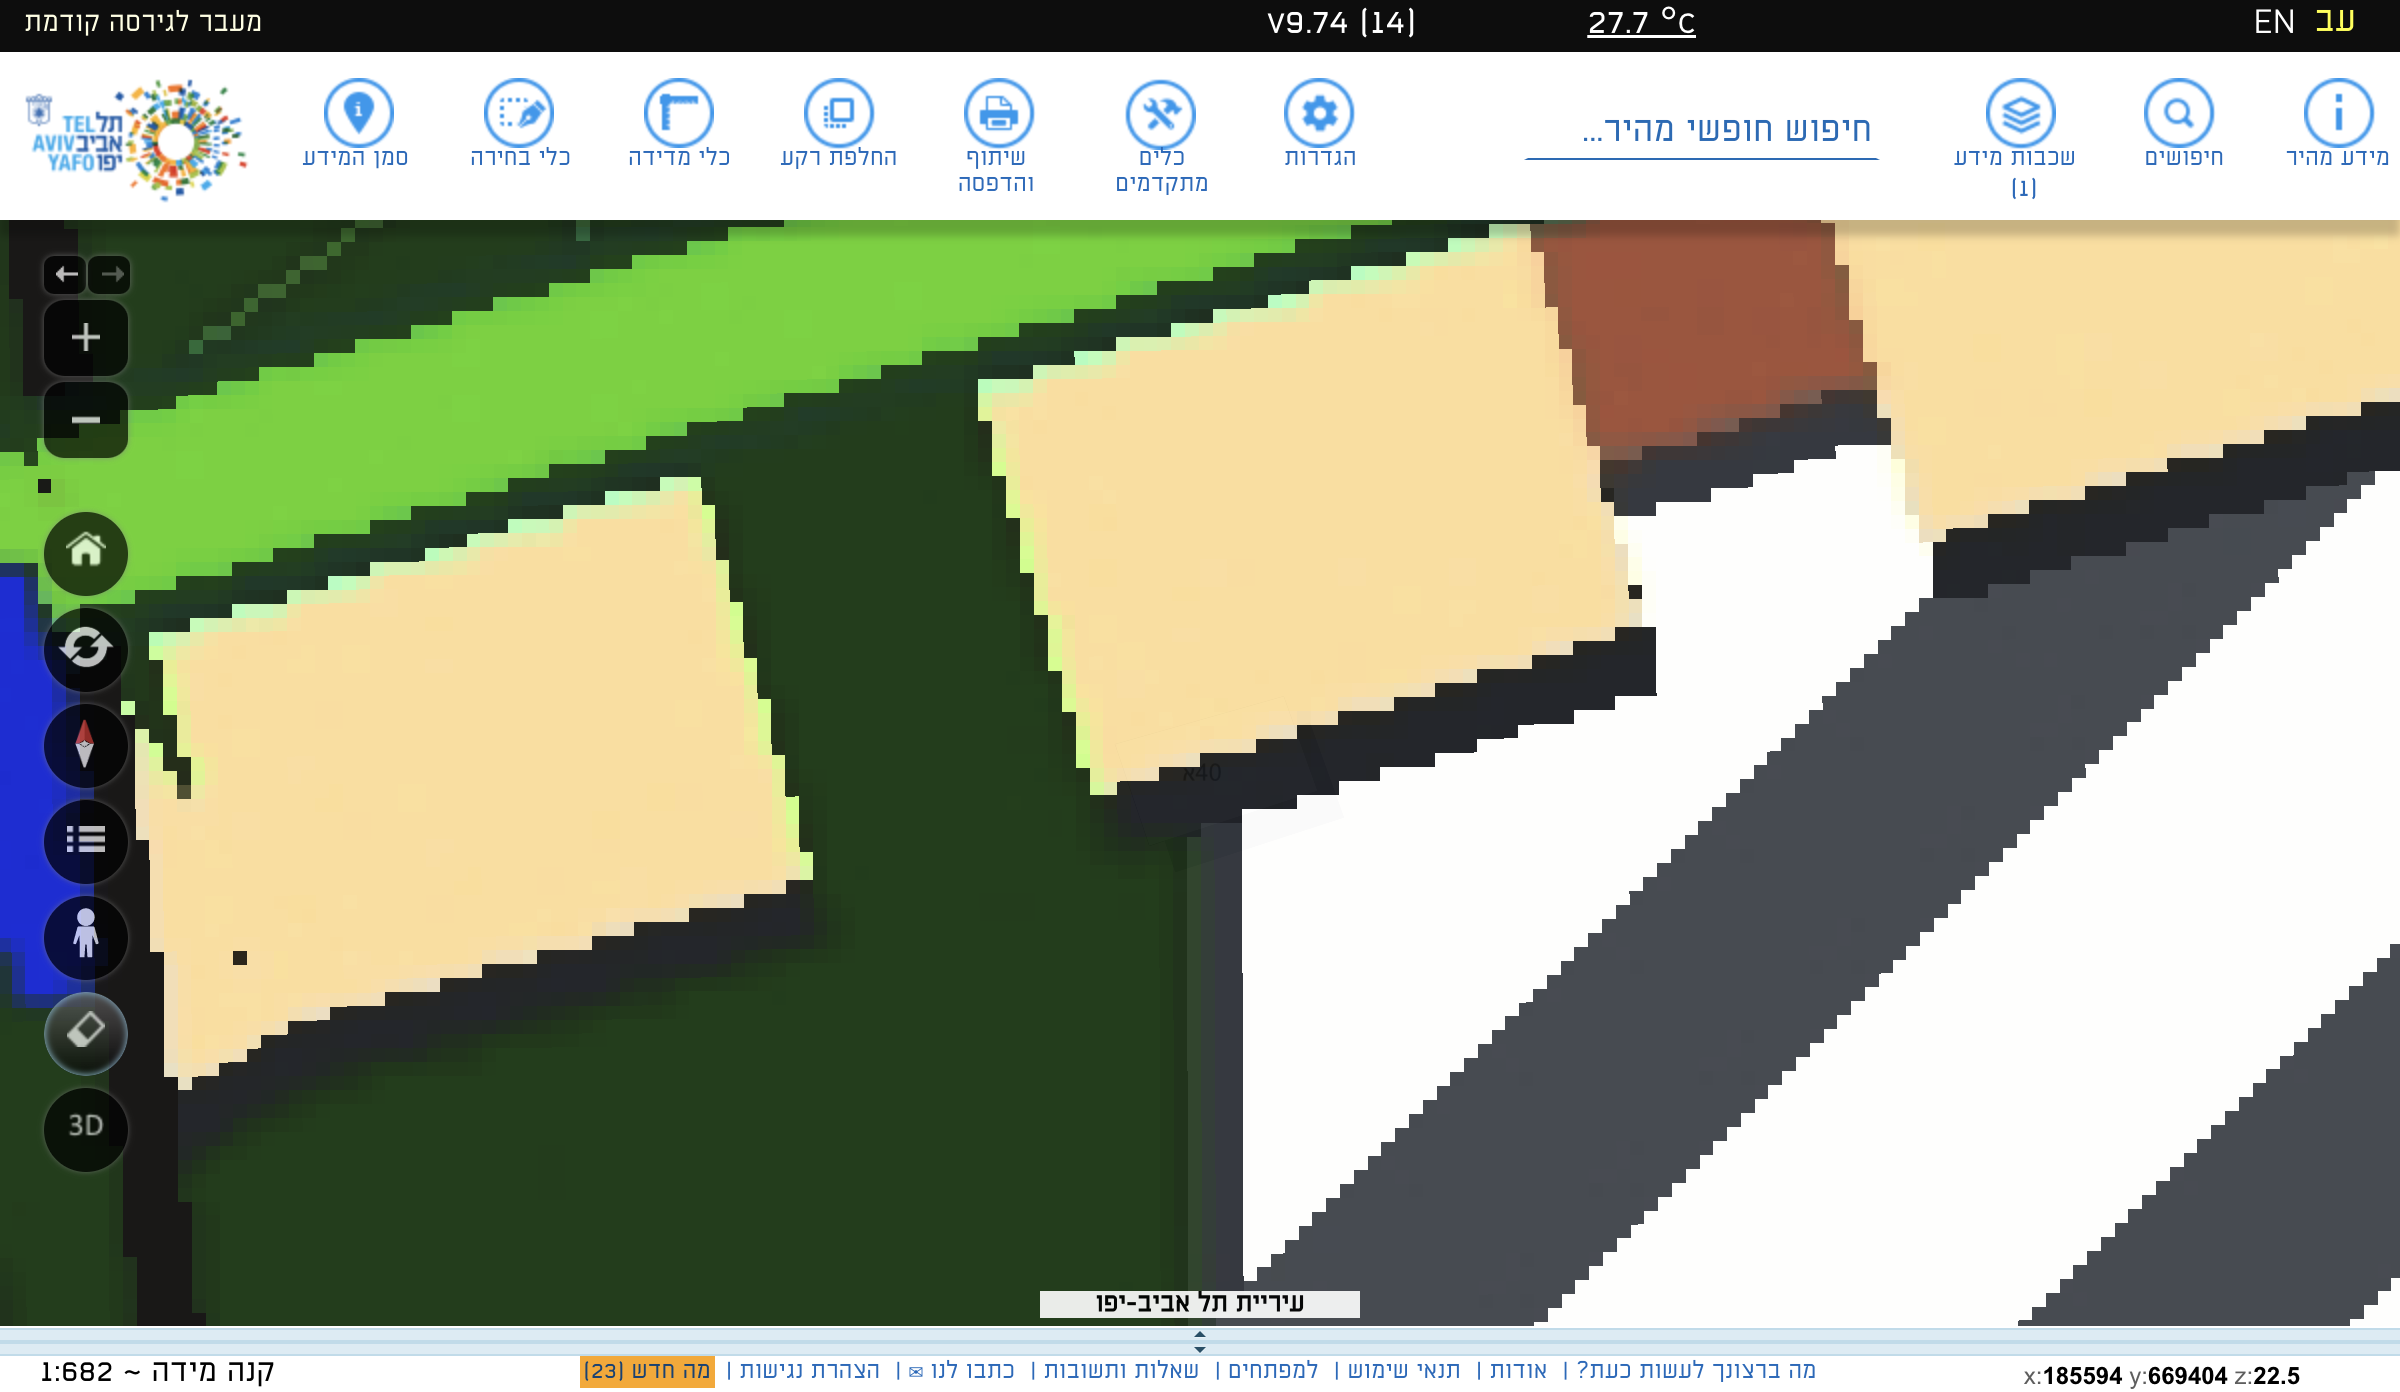 עב EN
27.7 °C
V9.74 (14)
מעבר לגירסה קודמת
מידע מהיר
חיפושים
שכבות מידע
(1)
חיפוש חופשי מהיר...
הגדרות
כלים
מתקדמים
שיתוף
והדפסה
החלפת רקע
כלי מדידה
כלי בחירה
סמן המידע
תל TEL
אביב AVIV
יפו YAFO
40א
3D
עיריית תל אביב-יפו
מה ברצונך לעשות כעת? | אודות | תנאי שימוש | למפתחים | שאלות ותשובות | כתבו לנו ✉ | הצהרת נגישות | מה חדש (23)
קנה מידה ~ 1:682
x:185594 y:669404 z:22.5